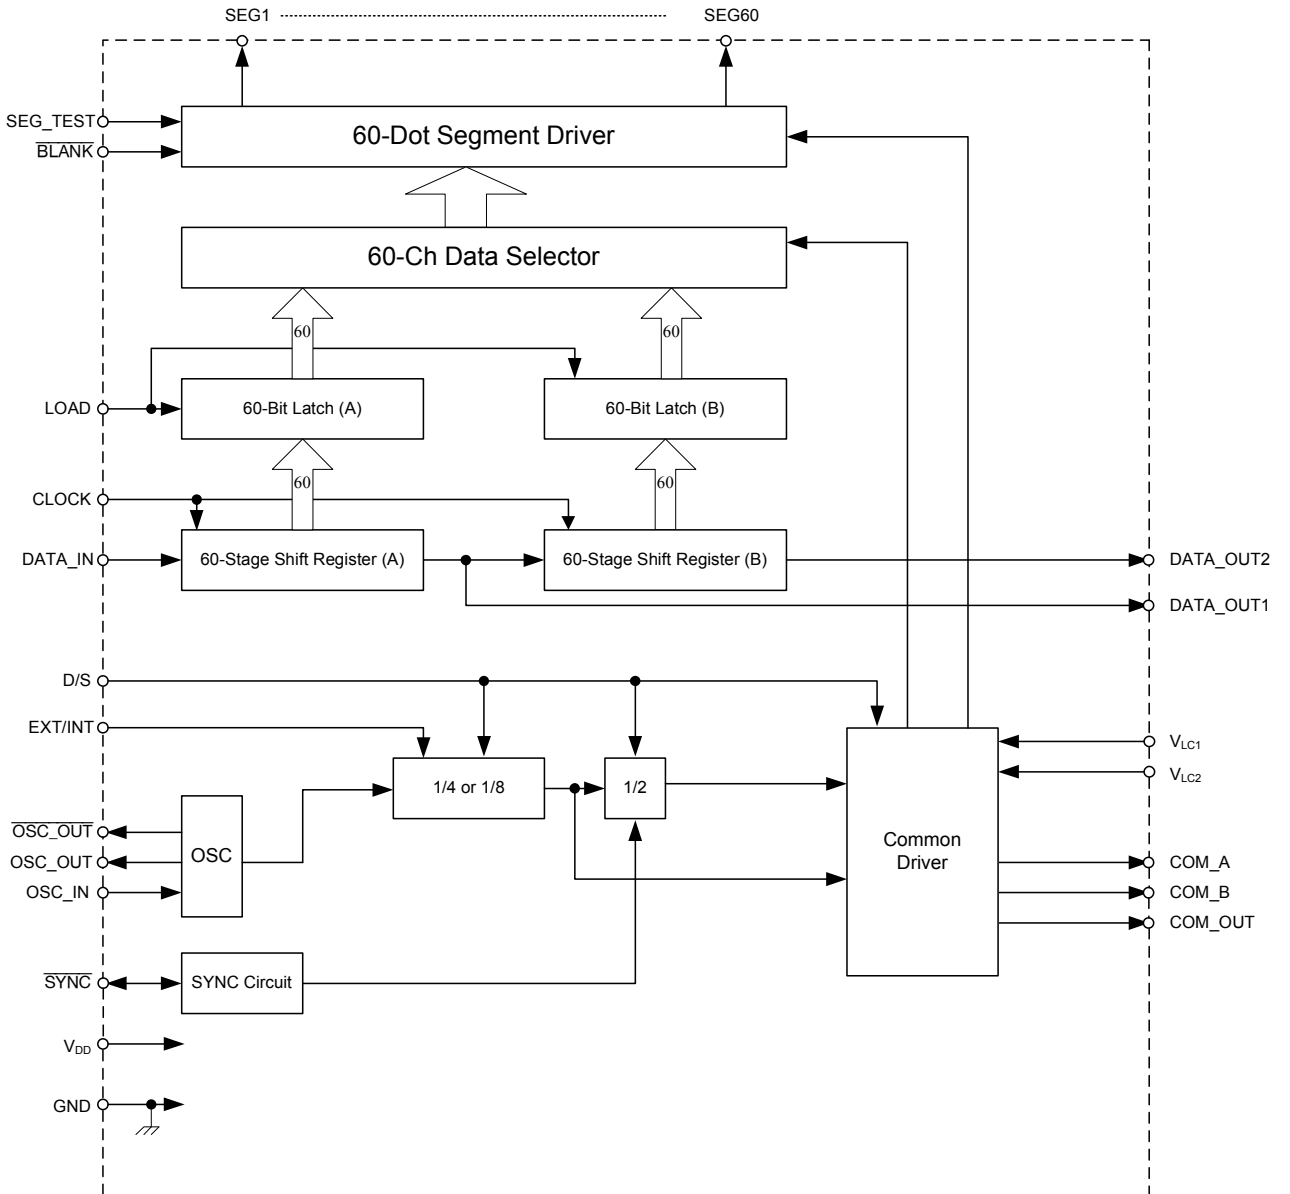 SEG1 SEG60
SEG_TEST
BLANK
60-Dot Segment Driver
60-Ch Data Selector
60 60
LOAD
60-Bit Latch (A) 60-Bit Latch (B)
60 60
CLOCK
DATA_IN
60-Stage Shift Register (A) 60-Stage Shift Register (B)
DATA_OUT2
DATA_OUT1
D/S
EXT/INT
VLC1
VLC2
1/4 or 1/8 1/2
OSC_OUT
OSC_OUT
OSC_IN
OSC
Common
Driver
COM_A
COM_B
COM_OUT
SYNC
SYNC Circuit
VDD
GND